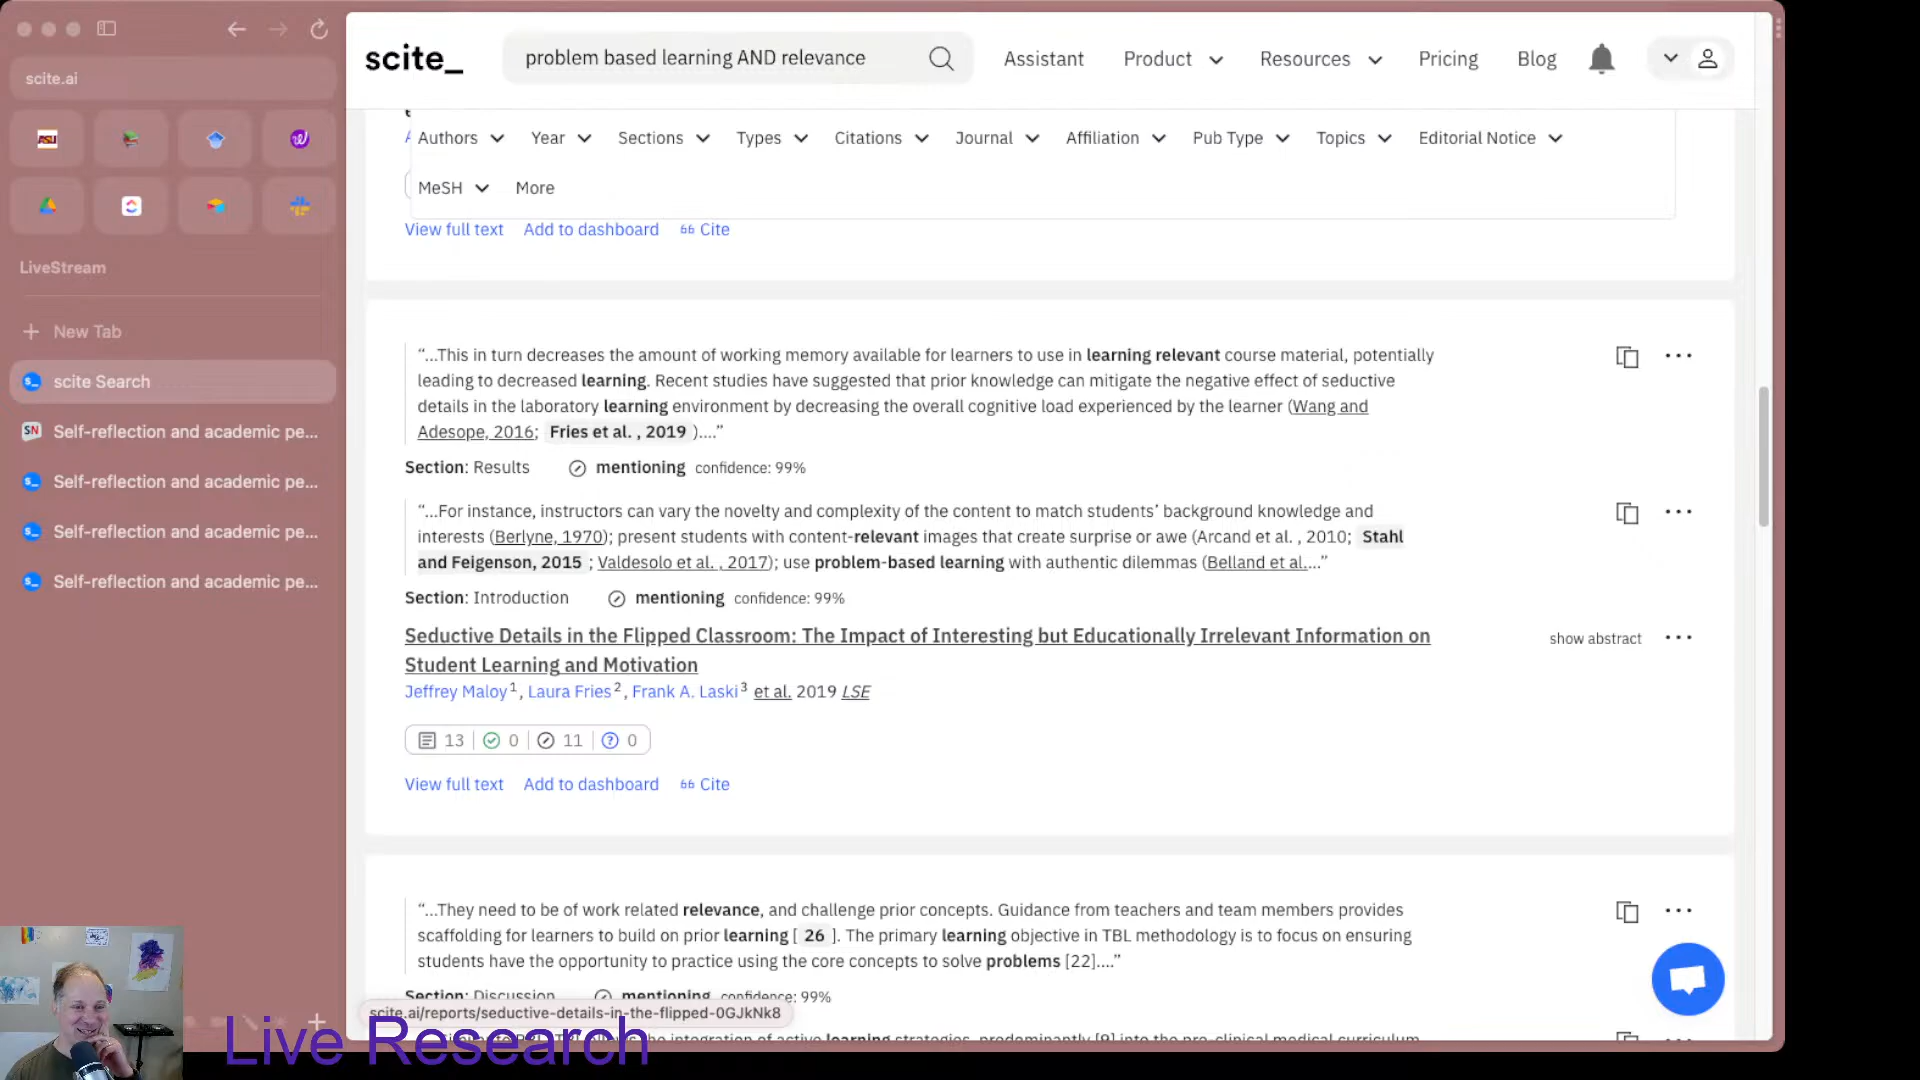 scite_
problem based learning AND relevance
Assistant
Product
Resources
Pricing
Blog
scite.ai
Authors
Year
Sections
Types
Citations
Journal
Affiliation
Pub Type
Topics
Editorial Notice
MeSH
More
View full text
Add to dashboard
Cite
LiveStream
New Tab
scite Search
SN
Self-reflection and academic pe...
Self-reflection and academic pe...
Self-reflection and academic pe...
Self-reflection and academic pe...
“...This in turn decreases the amount of working memory available for learners to use in learning relevant course material, potentially
leading to decreased learning. Recent studies have suggested that prior knowledge can mitigate the negative effect of seductive
details in the laboratory learning environment by decreasing the overall cognitive load experienced by the learner (Wang and
Adesope, 2016; Fries et al. , 2019 )....”
Section: Results
mentioning confidence: 99%
“...For instance, instructors can vary the novelty and complexity of the content to match students’ background knowledge and
interests (Berlyne, 1970); present students with content-relevant images that create surprise or awe (Arcand et al. , 2010; Stahl
and Feigenson, 2015 ; Valdesolo et al. , 2017); use problem-based learning with authentic dilemmas (Belland et al....”
Section: Introduction
mentioning confidence: 99%
Seductive Details in the Flipped Classroom: The Impact of Interesting but Educationally Irrelevant Information on
Student Learning and Motivation
show abstract
Jeffrey Maloy1, Laura Fries2, Frank A. Laski3 et al. 2019 LSE
13 0 11 0
View full text
Add to dashboard
Cite
“...They need to be of work related relevance, and challenge prior concepts. Guidance from teachers and team members provides
scaffolding for learners to build on prior learning [ 26 ]. The primary learning objective in TBL methodology is to focus on ensuring
students have the opportunity to practice using the core concepts to solve problems [22]....”
Section: Discussion
mentioning confidence: 99%
scite.ai/reports/seductive-details-in-the-flipped-0GJkNk8
the integration of active learning strategies, predominantly [9] into the pre-clinical medical curriculum
Live Research